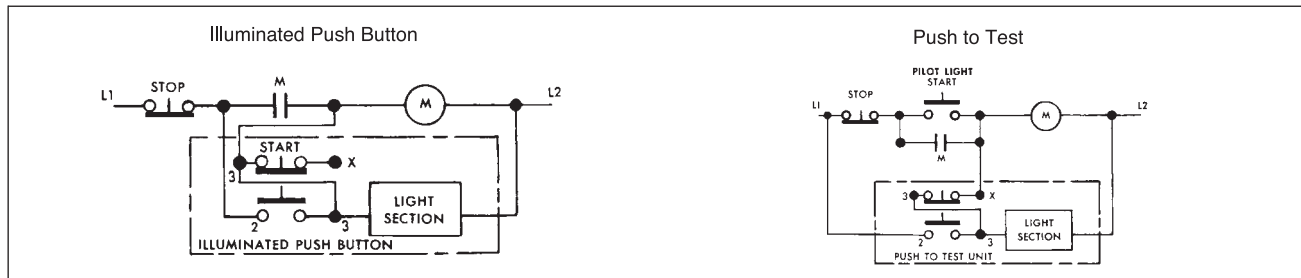 Illuminated Push Button
L1
STOP
M
M
L2
START
3
X
2
3
LIGHT
SECTION
ILLUMINATED PUSH BUTTON
Push to Test
PILOT LIGHT
START
L1
STOP
M
L2
M
3
X
2
3
LIGHT
SECTION
PUSH TO TEST UNIT